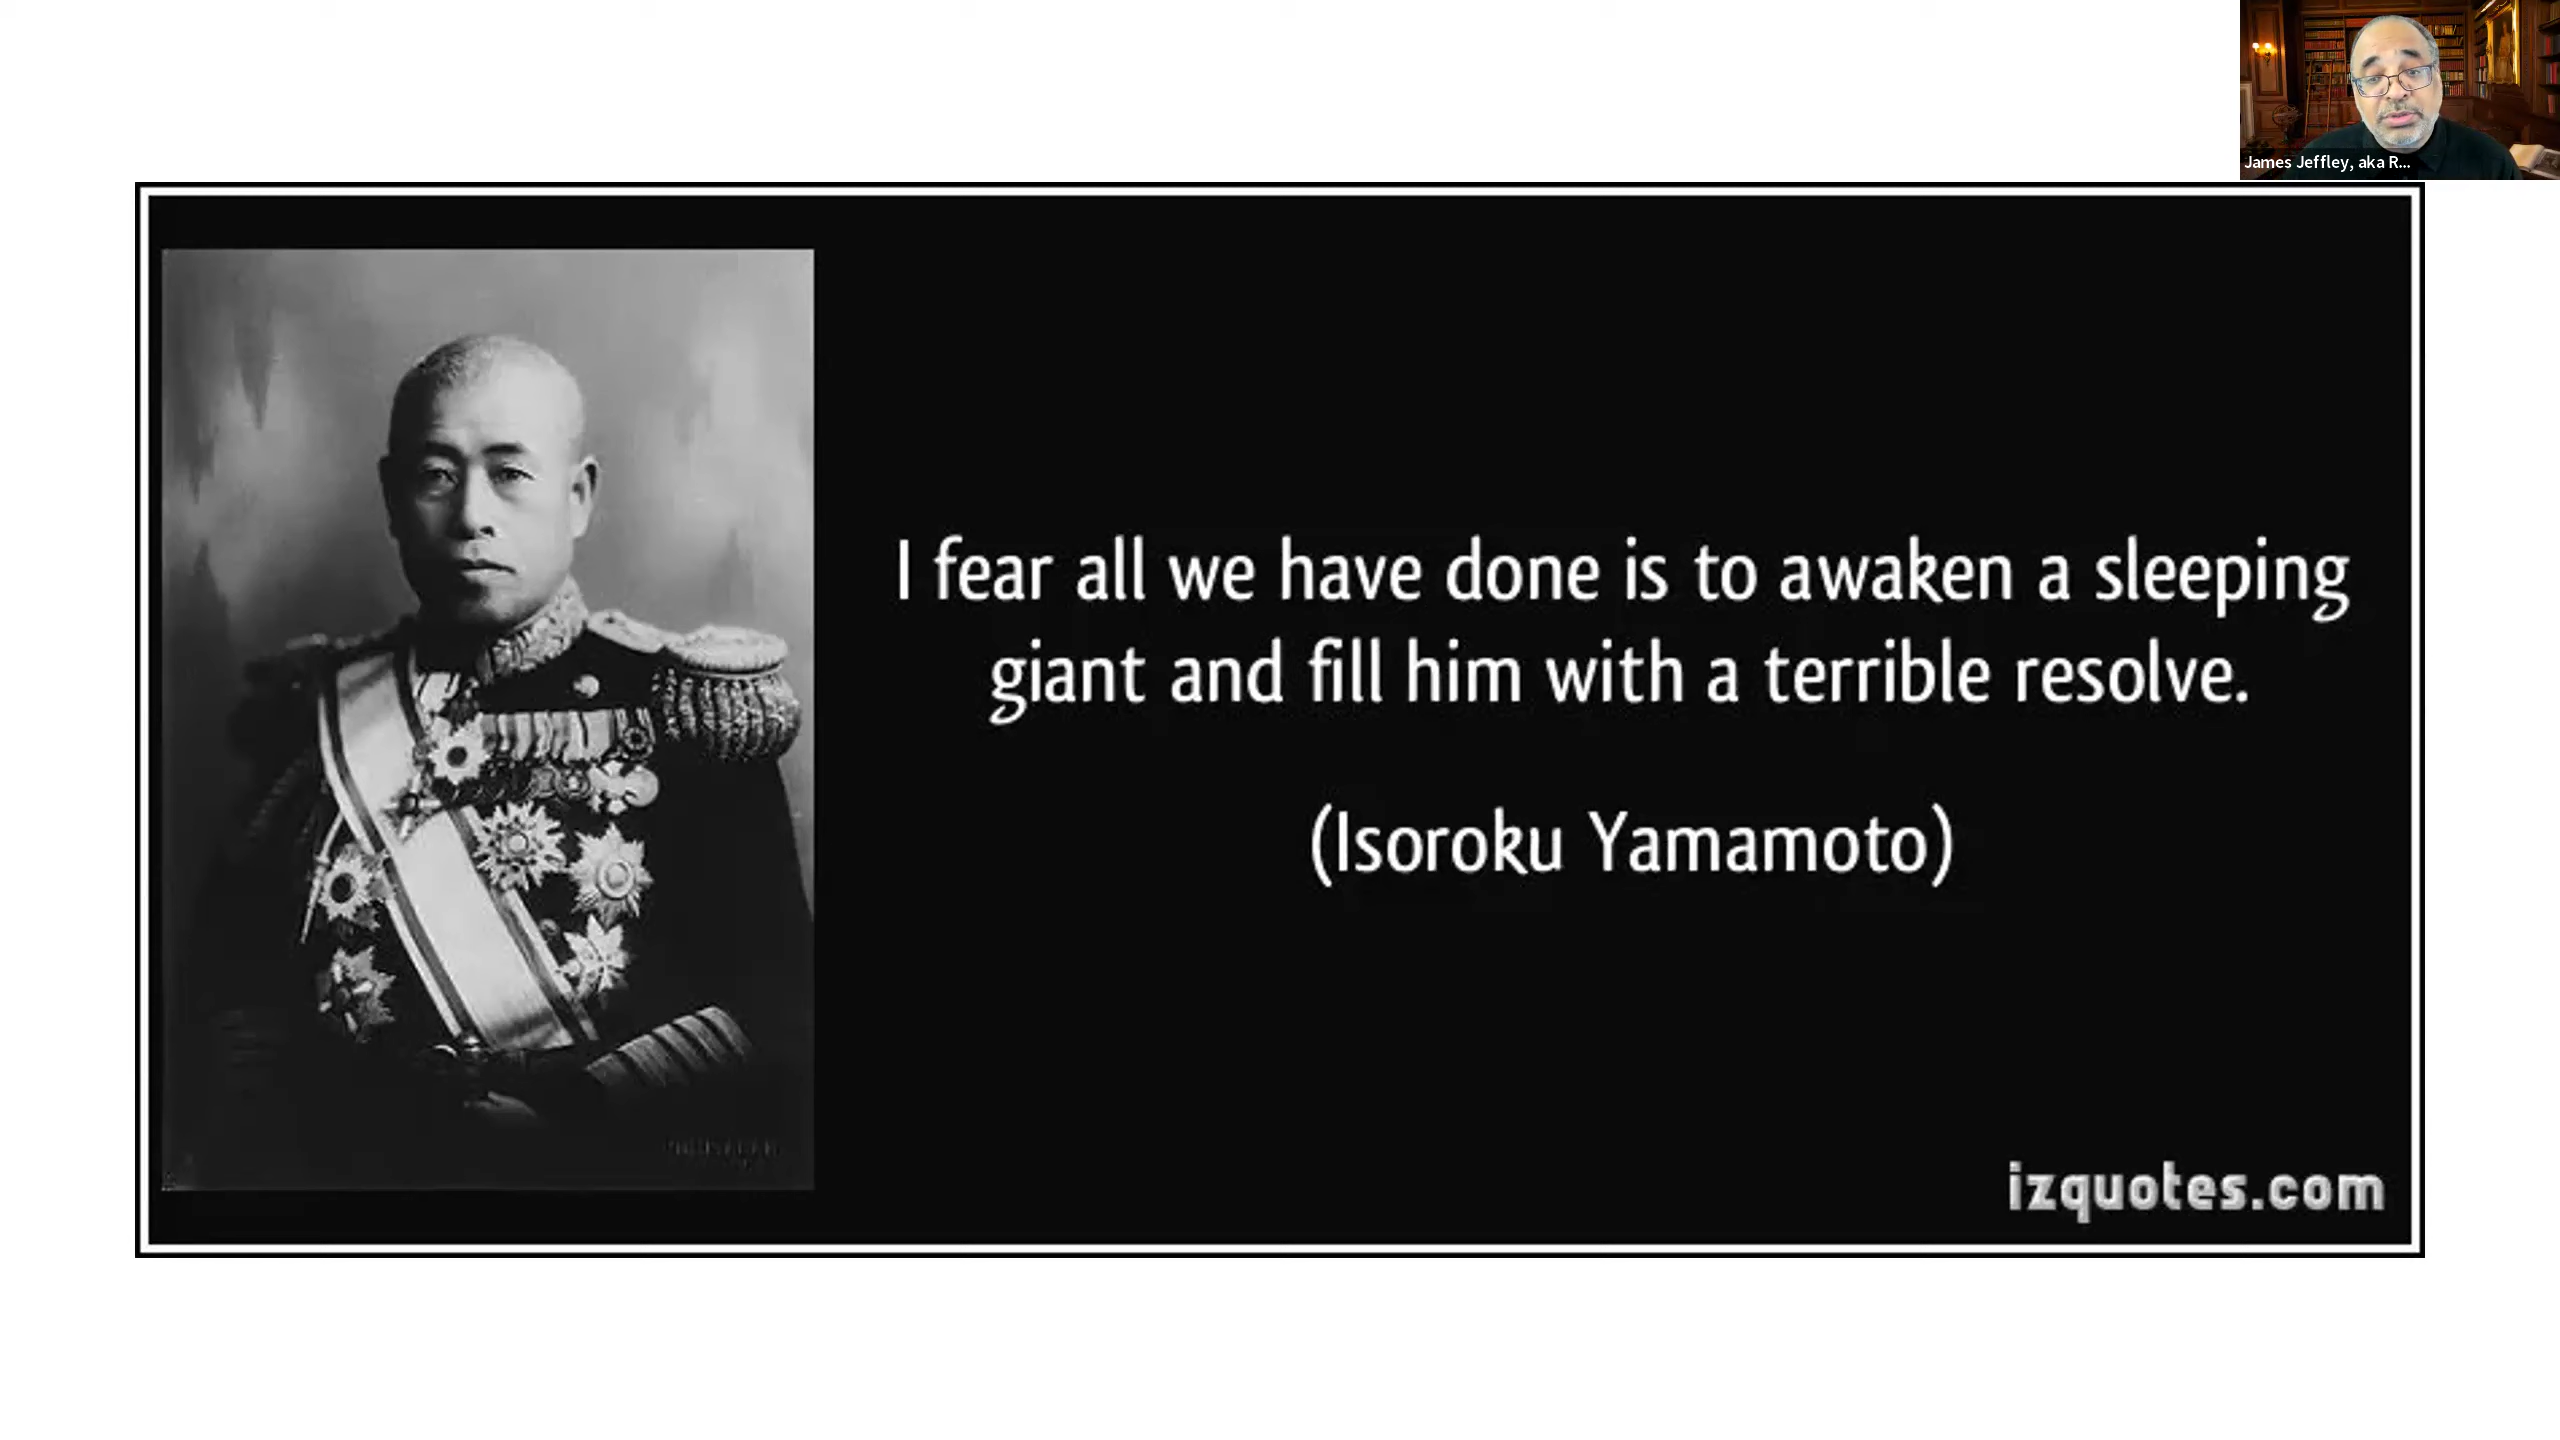 James Jeffley, aka R...
I fear all we have done is to awaken a sleeping
giant and fill him with a terrible resolve.
(Isoroku Yamamoto)
izquotes.com